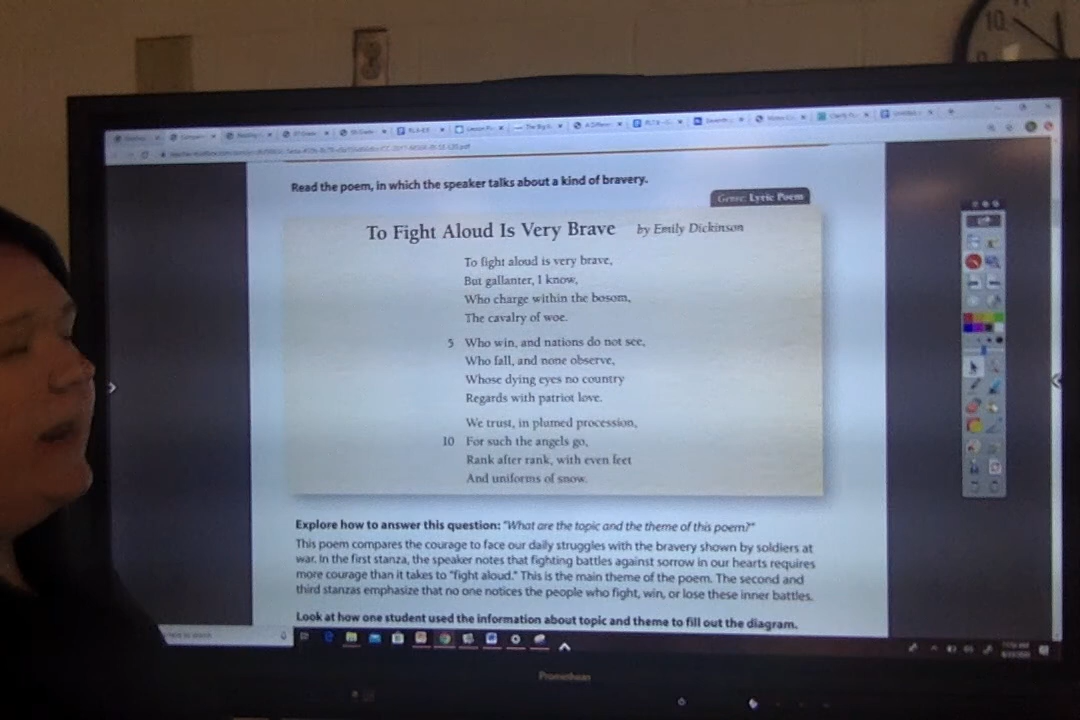 10
Read the poem, in which the speaker talks about a kind of bravery.
Genre: Lyric Poem
To Fight Aloud Is Very Brave by Emily Dickinson
To fight aloud is very brave,
But gallanter, I know,
Who charge within the bosom,
The cavalry of woe.
5 Who win, and nations do not see,
Who fall, and none observe,
Whose dying eyes no country
Regards with patriot love.
We trust, in plumed procession,
10 For such the angels go,
Rank after rank, with even feet
And uniforms of snow.
Explore how to answer this question: "What are the topic and the theme of this poem?"
This poem compares the courage to face our daily struggles with the bravery shown by soldiers at
war. In the first stanza, the speaker notes that fighting battles against sorrow in our hearts requires
more courage than it takes to "fight aloud." This is the main theme of the poem. The second and
third stanzas emphasize that no one notices the people who fight, win, or lose these inner battles.
Look at how one student used the information about topic and theme to fill out the diagram.
Promethean